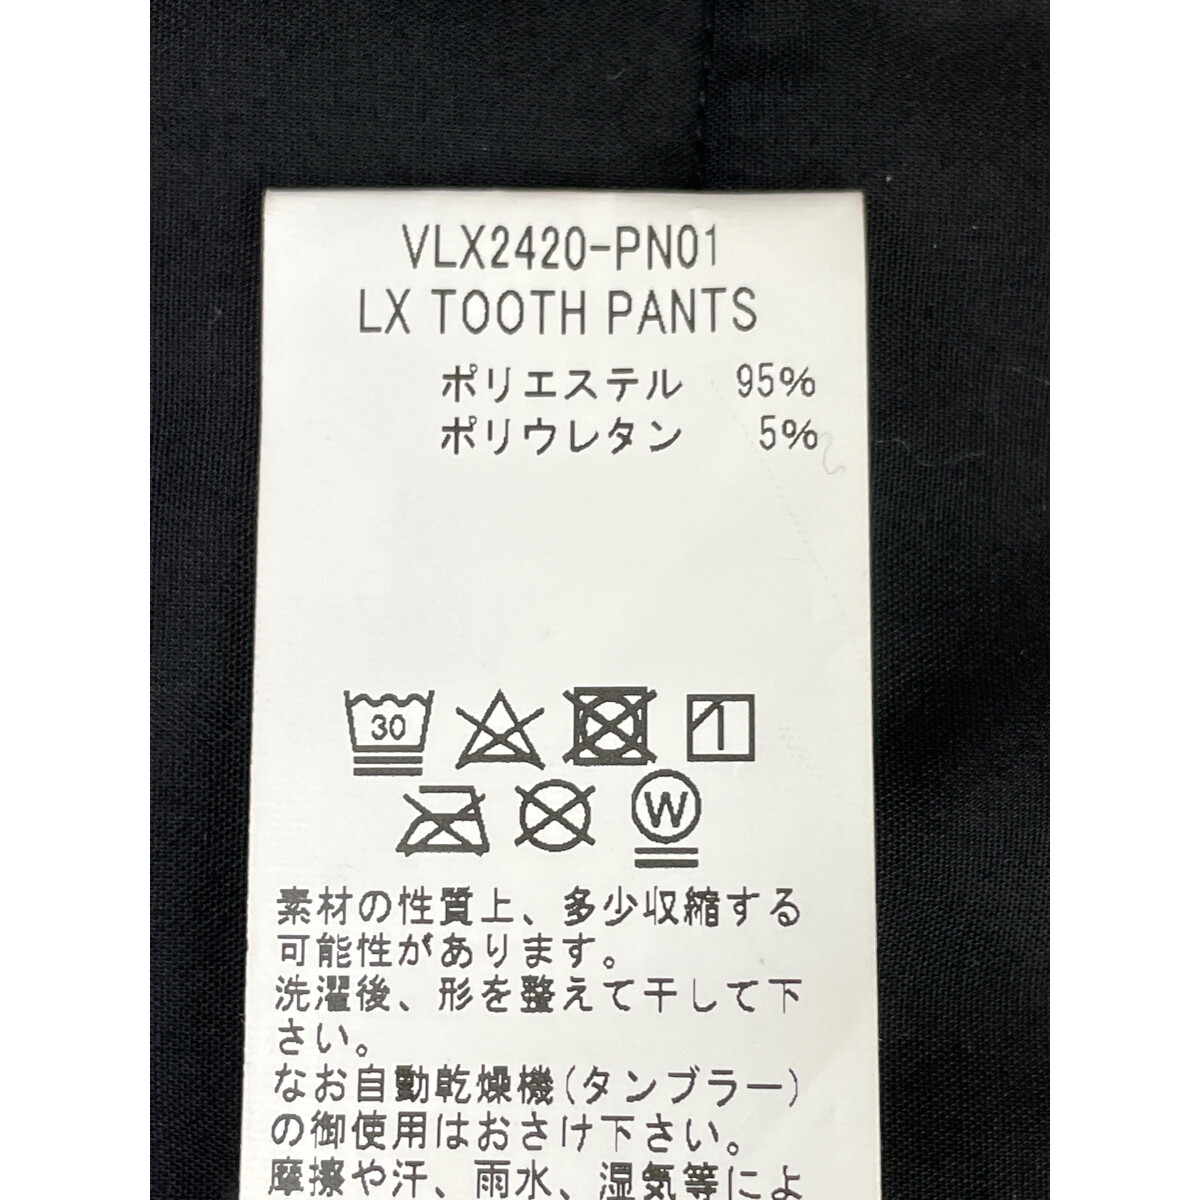 VLX2420-PN01
LX TOOTH PANTS
ポリエステル 95%
ポリウレタン 5%
30
1
W
素材の性質上、多少収縮する
可能性があります。
洗濯後、形を整えて干して下
さい。
なお自動乾燥機(タンブラー)
の御使用はおさけ下さい。
摩擦や汗、雨水、湿気等によ